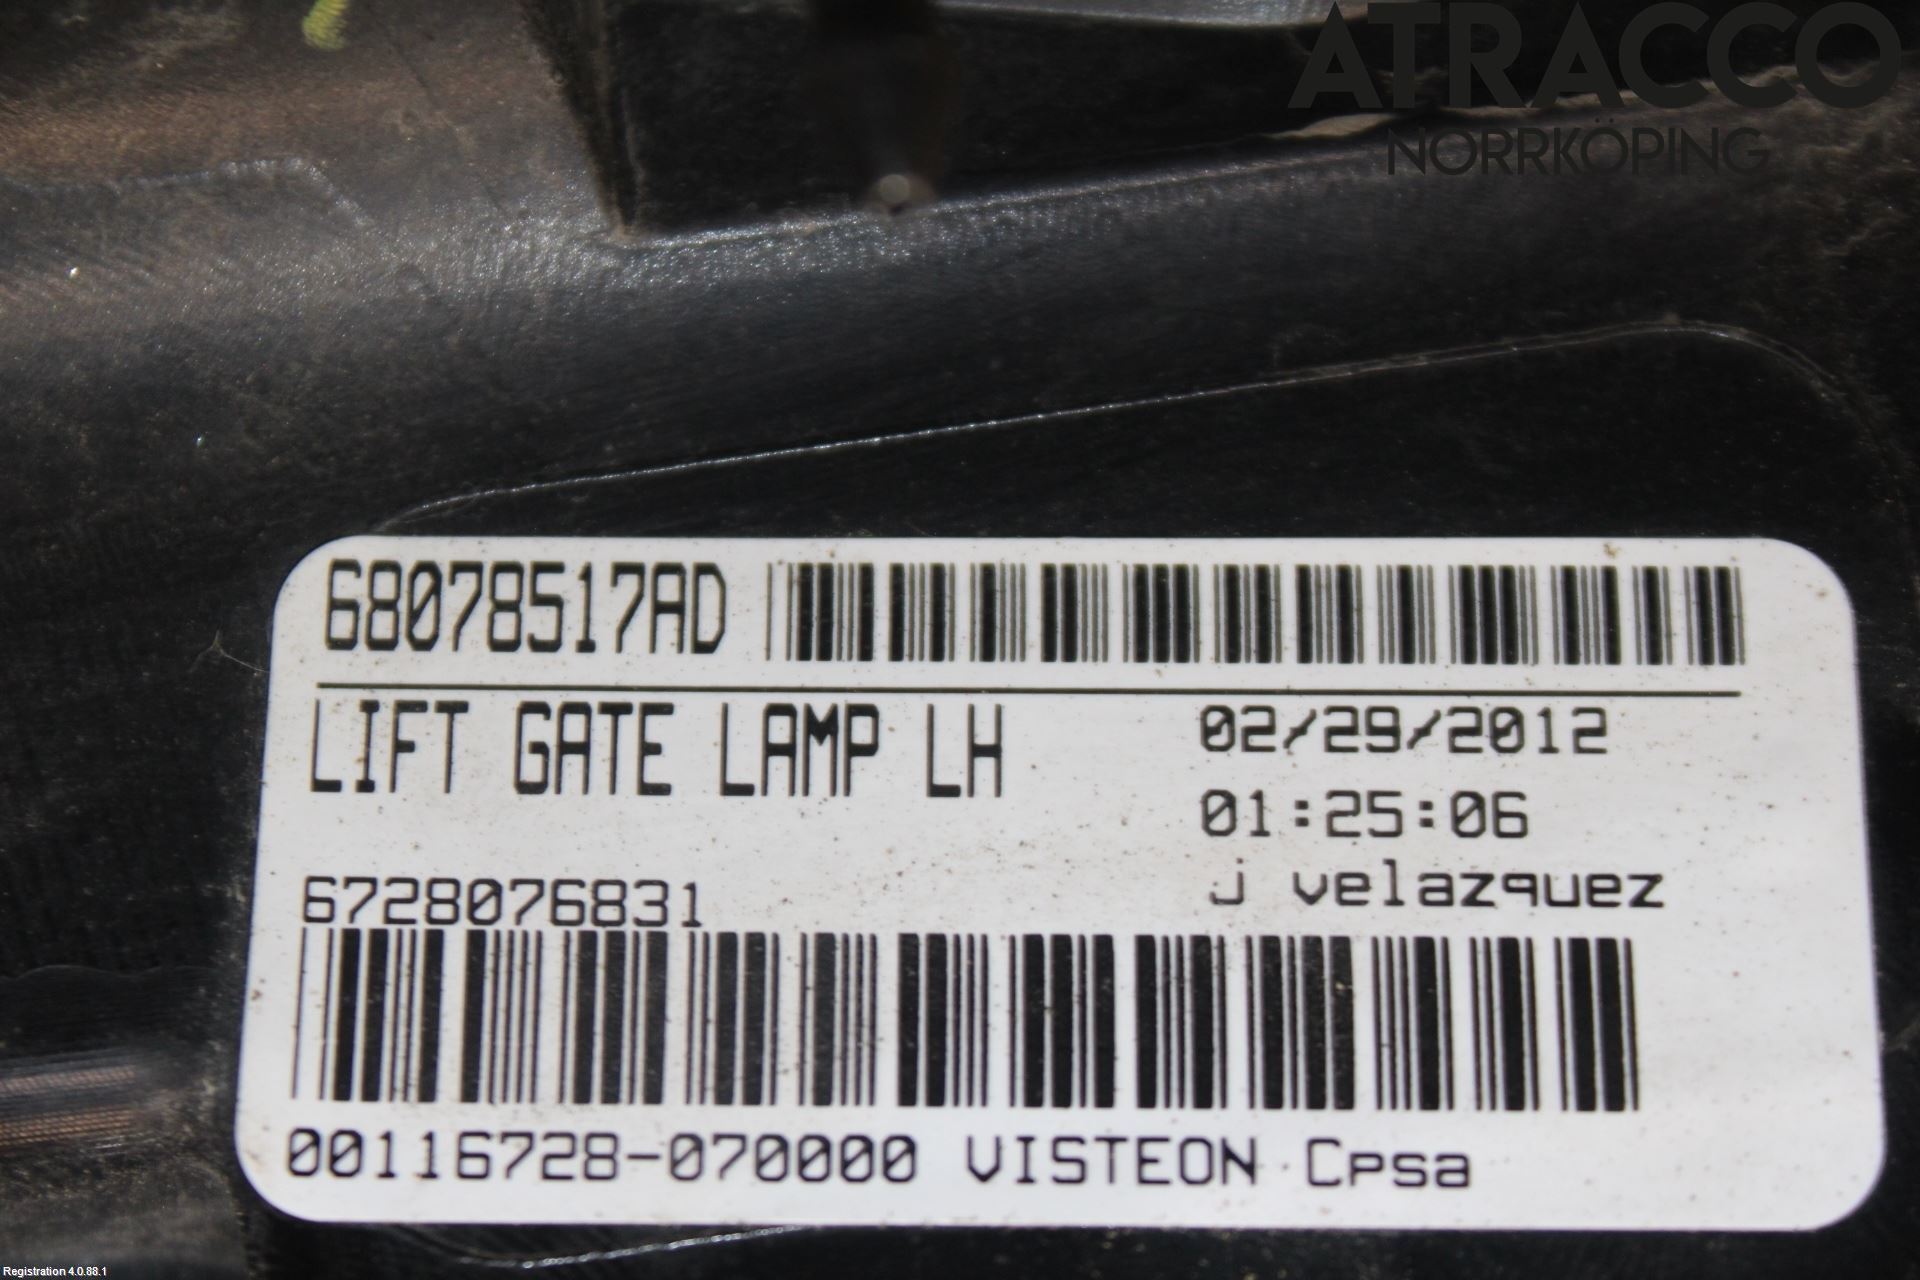 ATRACCO
NORRKÖPING
68078517AD
LIFT GATE LAMP LH
02/29/2012
01:25:06
j velazquez
6728076831
00116728-070000 VISTEON Cpsa
Registration 4.0.88.1